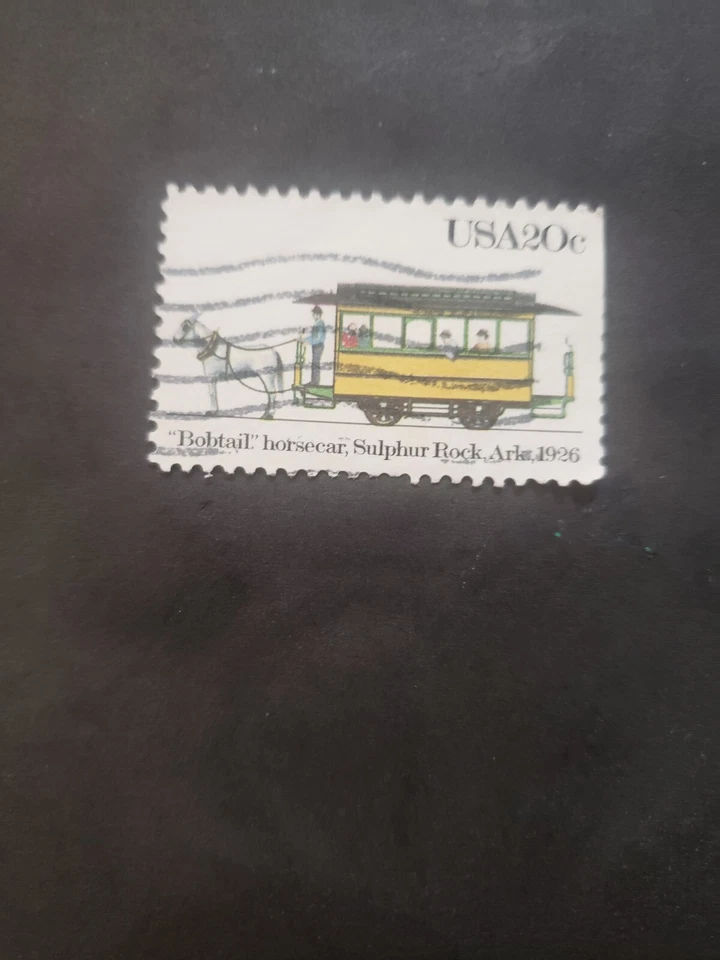 USA20c
"Bobtail" horsecar, Sulphur Rock, Ark., 1926